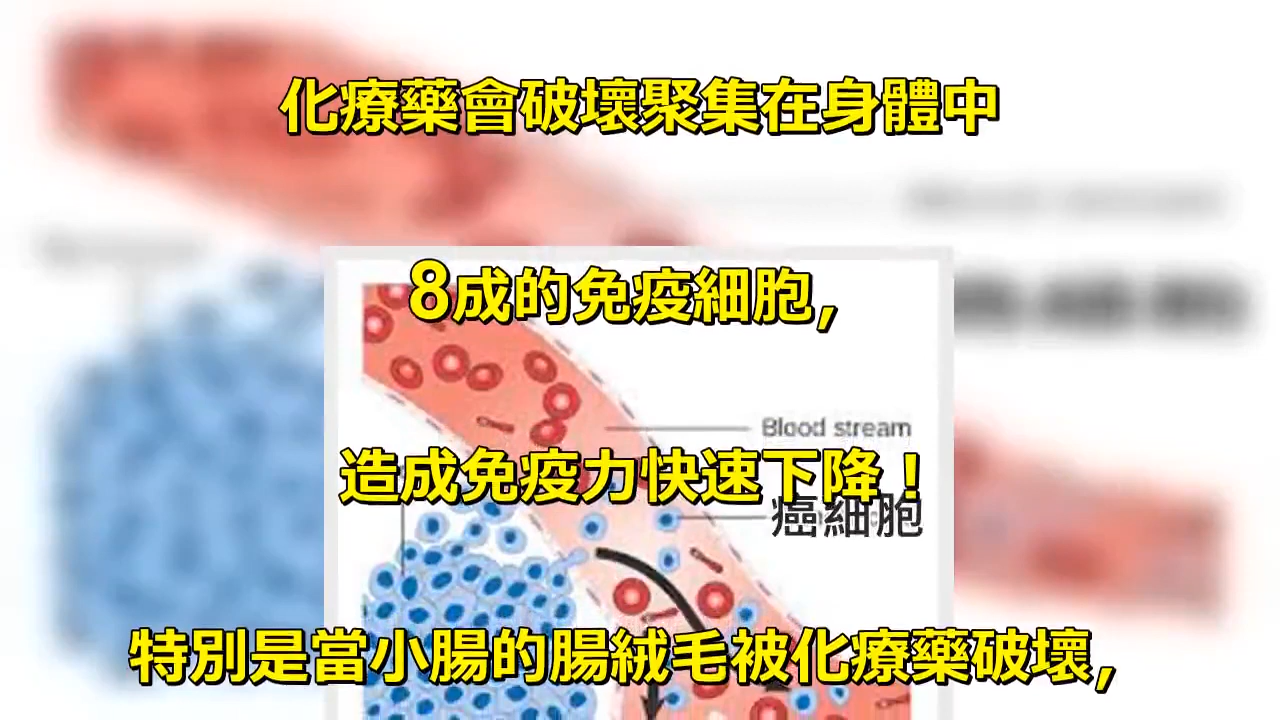 化療藥會破壞聚集在身體中
8成的免疫細胞，
Blood stream
造成免疫力快速下降！
癌細胞
特別是當小腸的腸絨毛被化療藥破壞，